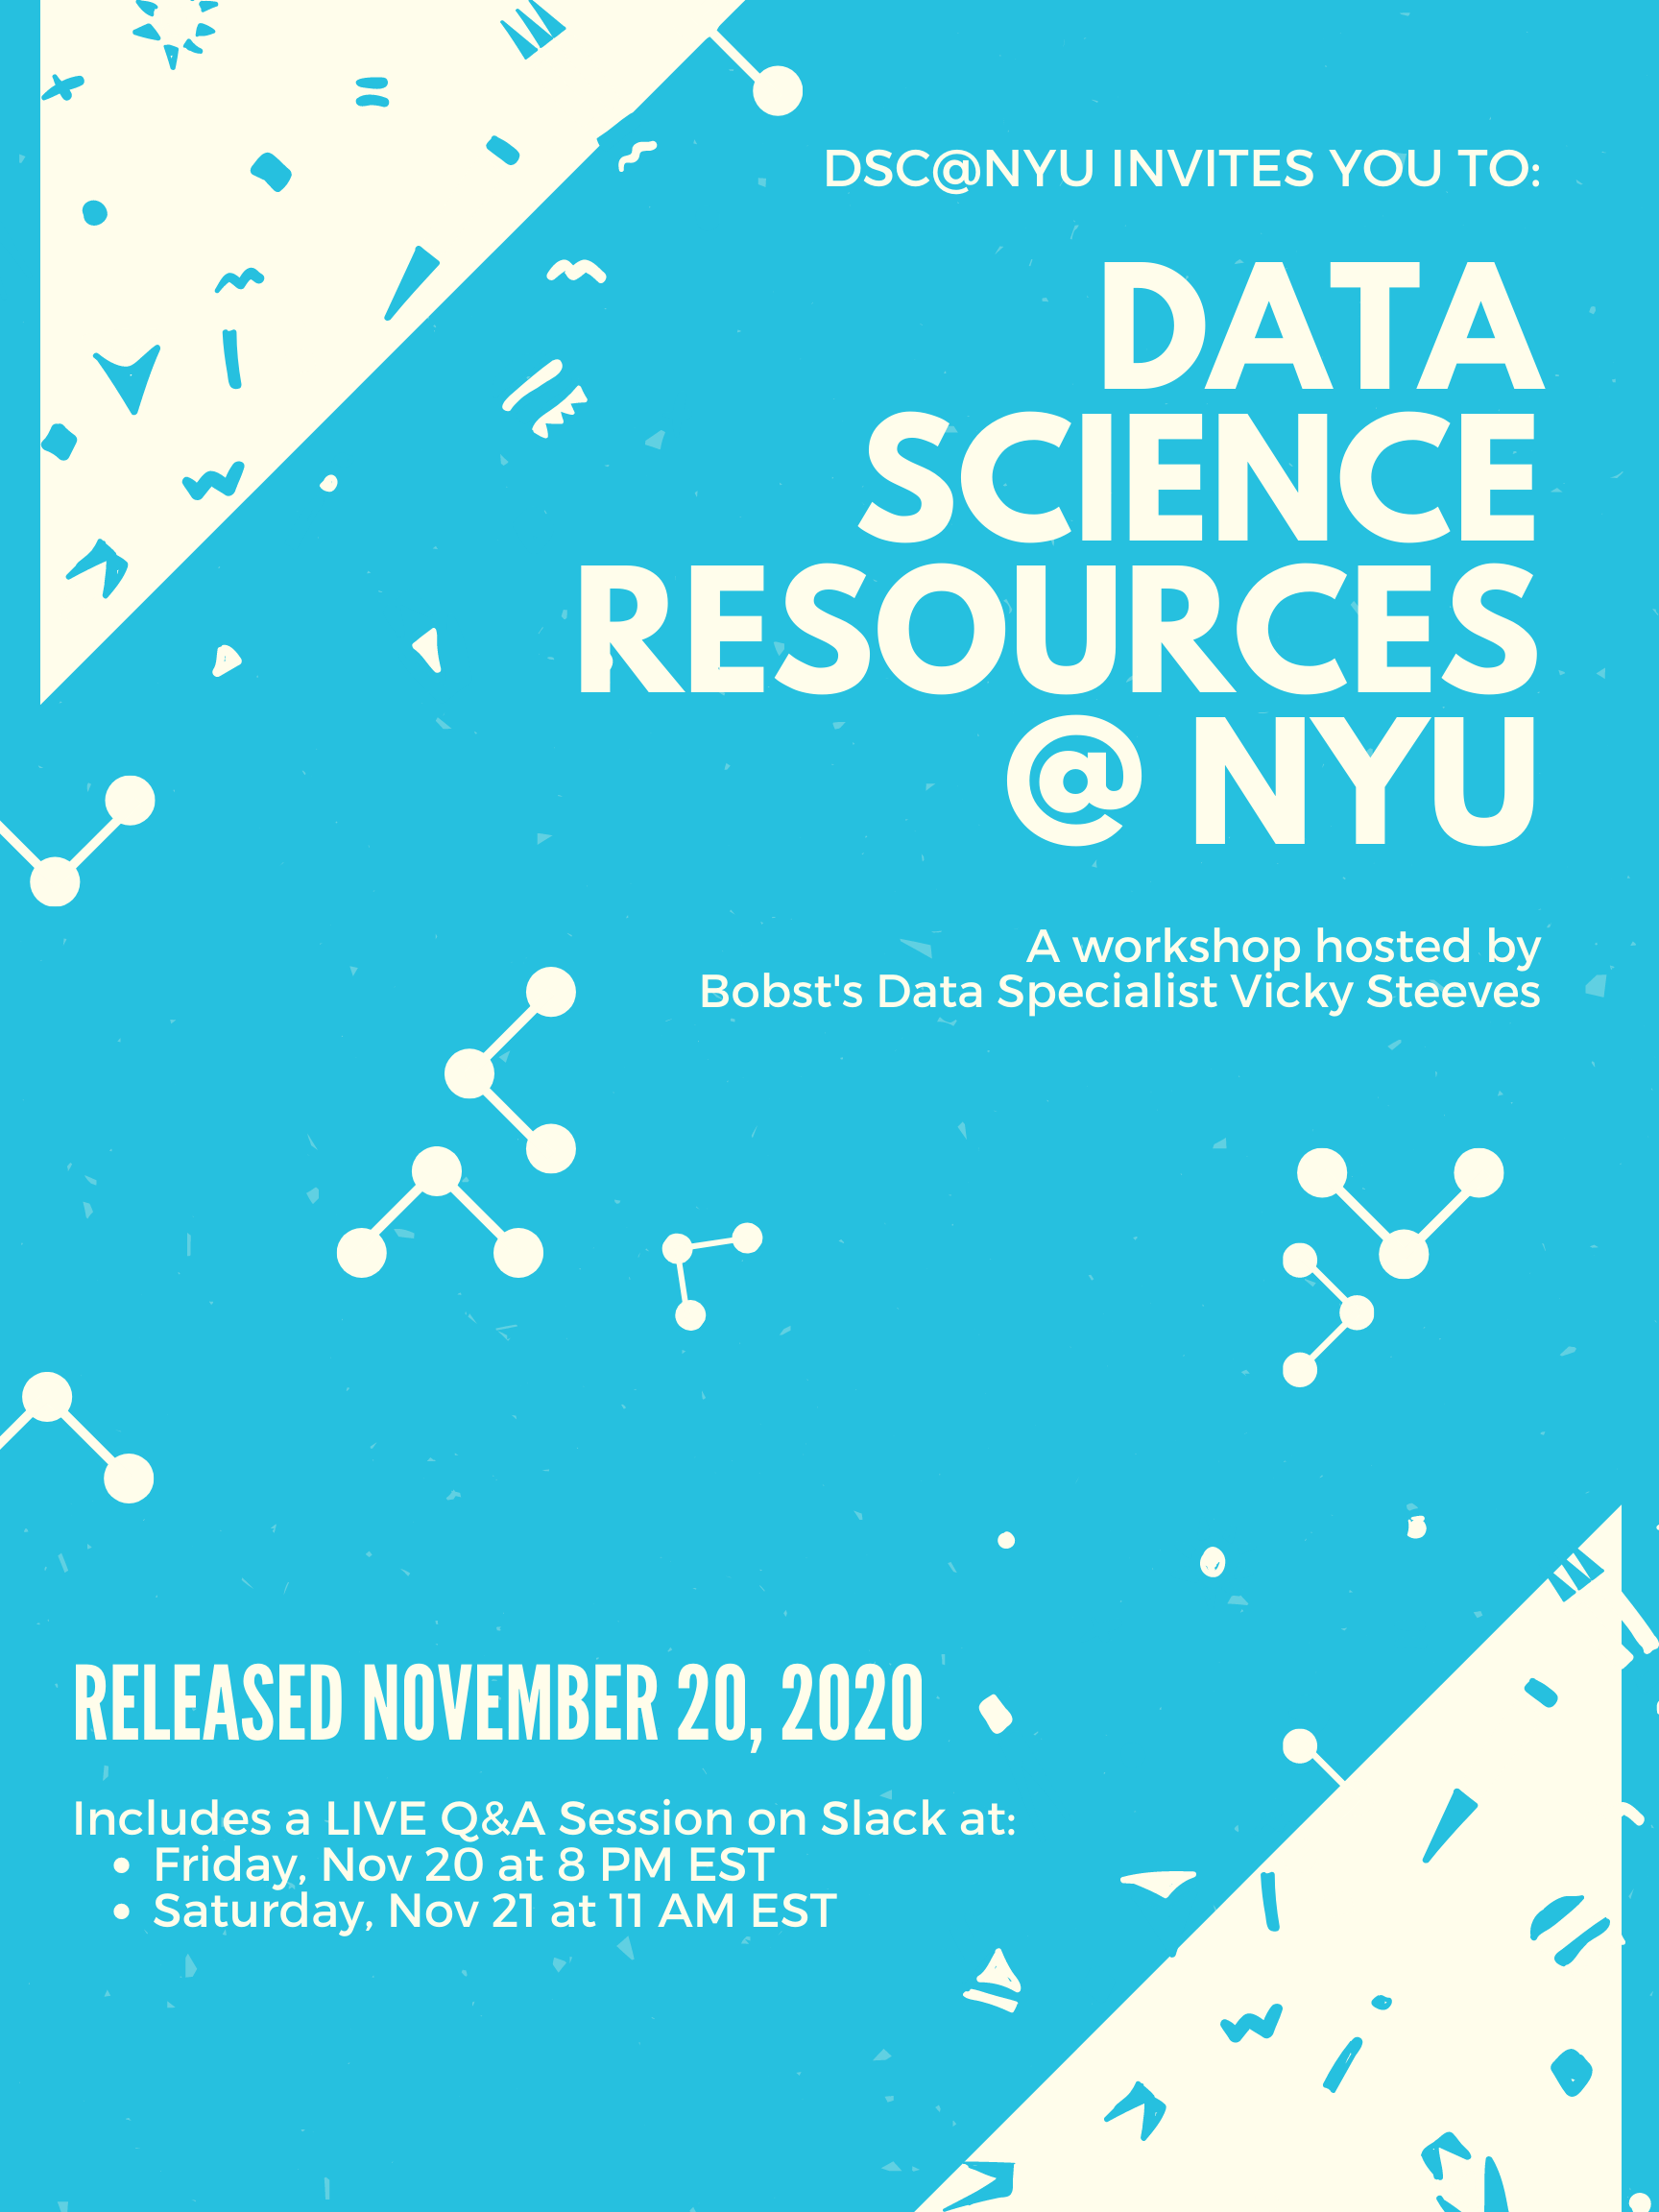 DSC@NYU INVITES YOU TO:
DATA
SCIENCE
RESOURCES
@ NYU
A workshop hosted by
Bobst's Data Specialist Vicky Steeves
RELEASED NOVEMBER 20, 2020
Includes a LIVE Q&A Session on Slack at:
• Friday, Nov 20 at 8 PM EST
• Saturday, Nov 21 at 11 AM EST